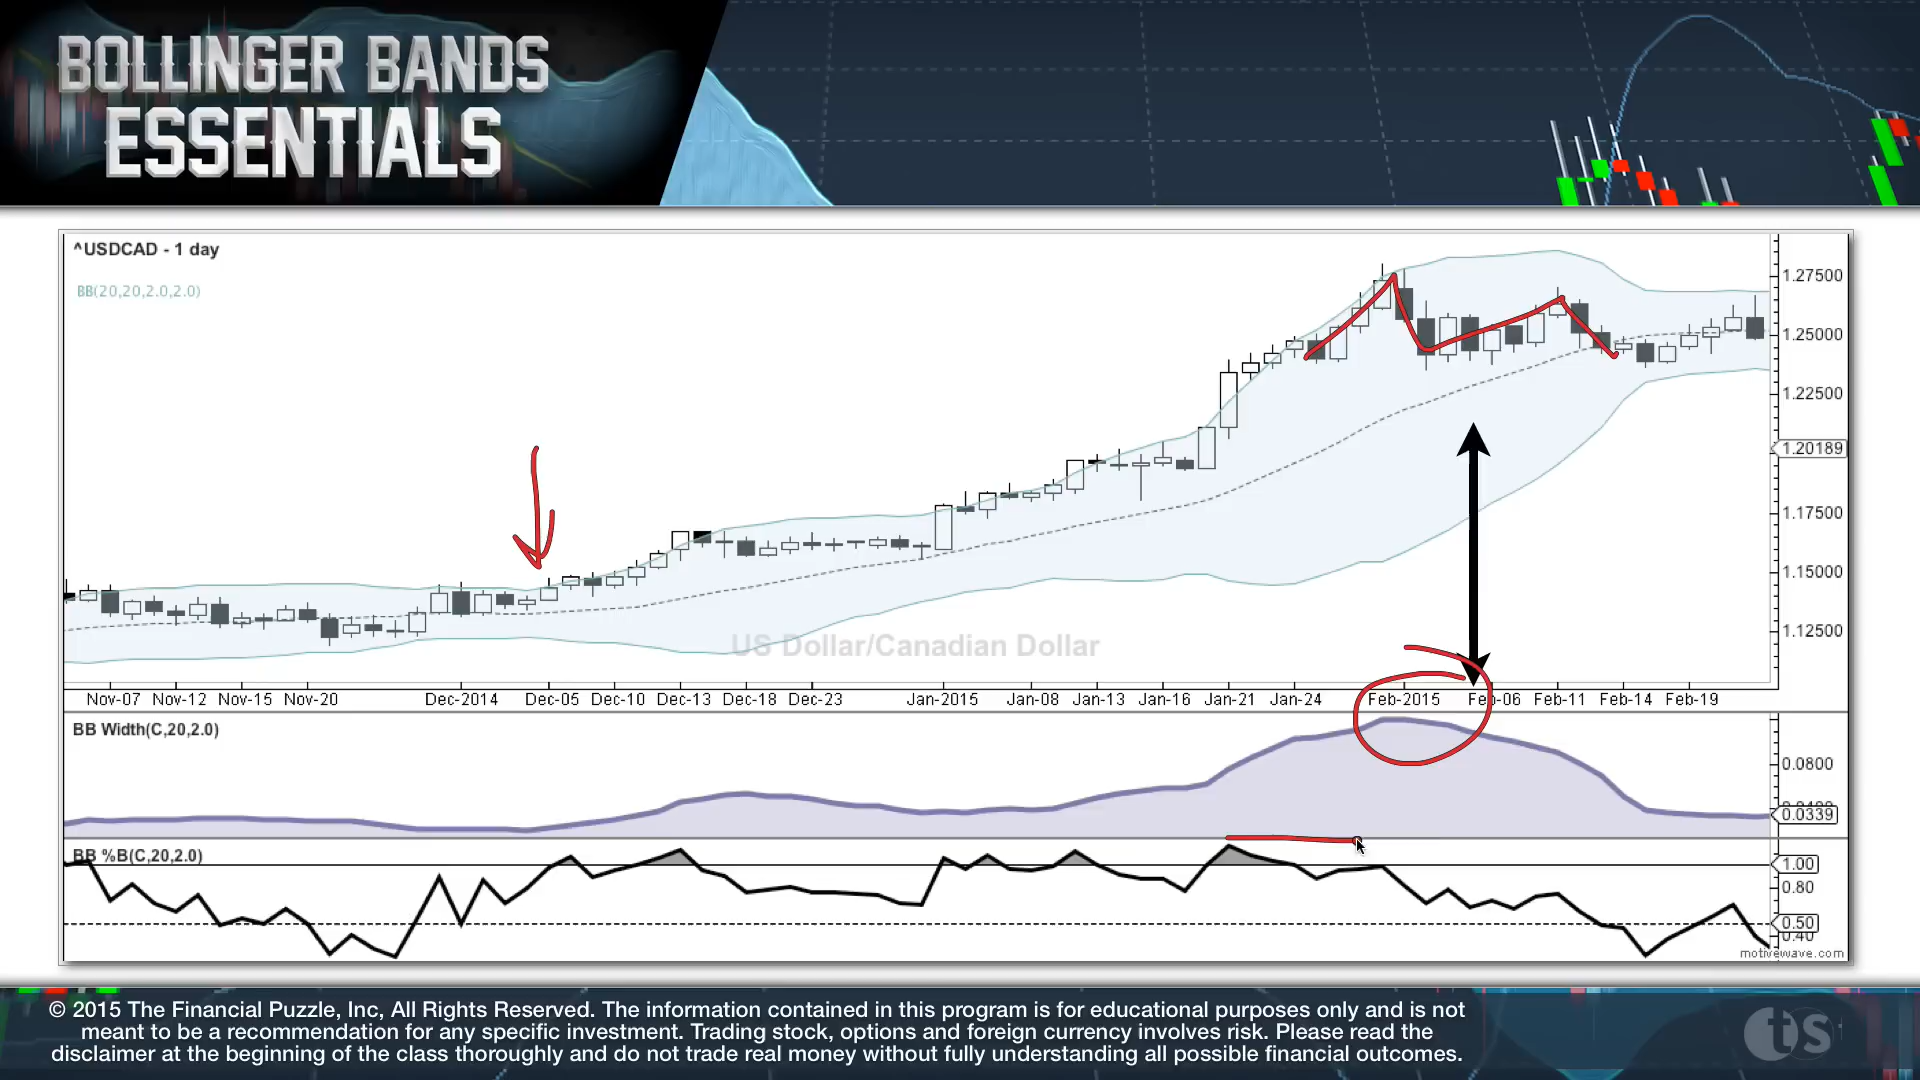 BOLLINGER BANDS
ESSENTIALS
^USDCAD - 1 day
BB(20,20,2.0,2.0)
1.27500
1.25000
1.22500
1.20189
1.17500
1.15000
1.12500
US Dollar/Canadian Dollar
Nov-07 Nov-12 Nov-15 Nov-20 Dec-2014 Dec-05 Dec-10 Dec-13 Dec-18 Dec-23 Jan-2015 Jan-08 Jan-13 Jan-16 Jan-21 Jan-24 Feb-2015 Feb-06 Feb-11 Feb-14 Feb-19
BB Width(C,20,2.0)
0.0800
0.0339
BB %B(C,20,2.0)
1.00
0.80
0.50
0.40
motivewave.com
© 2015 The Financial Puzzle, Inc, All Rights Reserved. The information contained in this program is for educational purposes only and is not
meant to be a recommendation for any specific investment. Trading stock, options and foreign currency involves risk. Please read the
disclaimer at the beginning of the class thoroughly and do not trade real money without fully understanding all possible financial outcomes.
ts